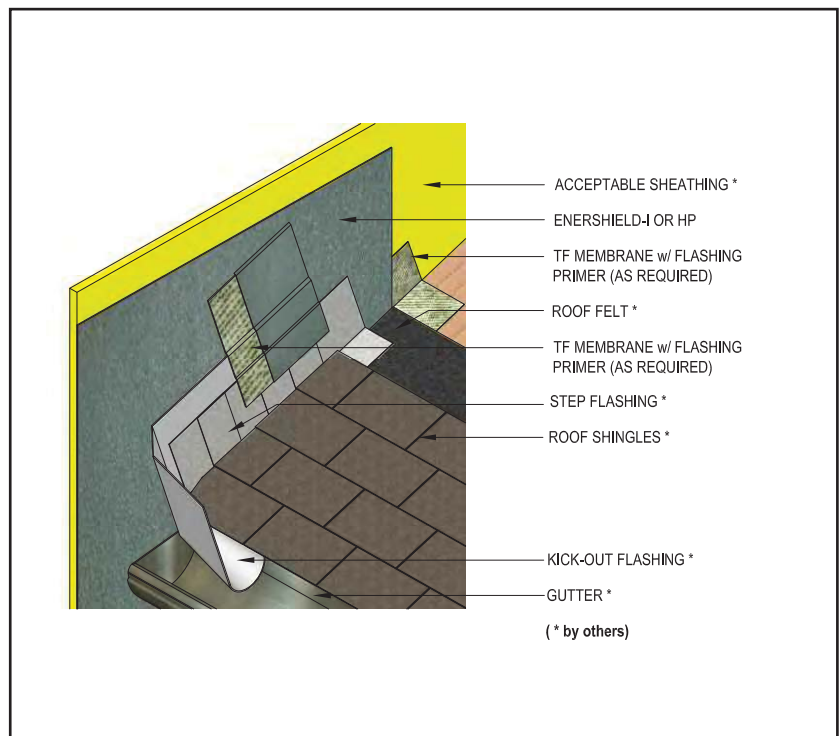 ACCEPTABLE SHEATHING *
ENERSHIELD-I OR HP
TF MEMBRANE w/ FLASHING
PRIMER (AS REQUIRED)
ROOF FELT *
TF MEMBRANE w/ FLASHING
PRIMER (AS REQUIRED)
STEP FLASHING *
ROOF SHINGLES *
KICK-OUT FLASHING *
GUTTER *
( * by others)